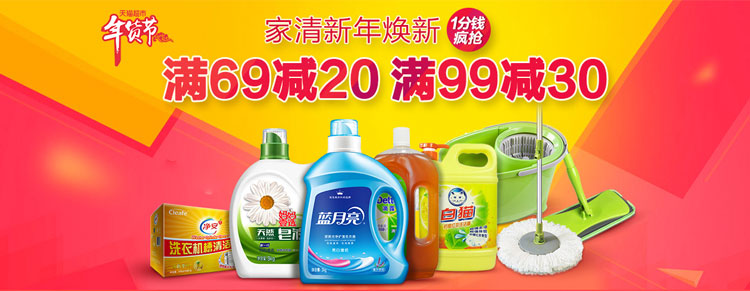 天猫超市
年货节
家清新年焕新
1分钱
疯抢
满69减20 满99减30
Cleafe
净安
洗衣机槽清洁
天然
皂液
蓝月亮
Dett
白猫